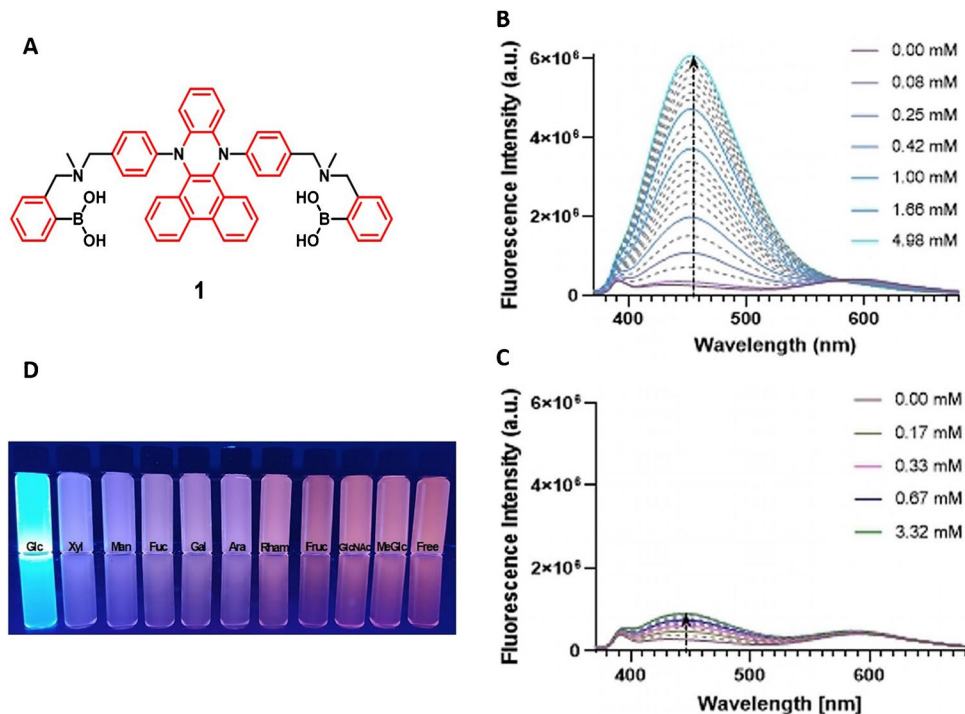 A
N
N
N
N
B
OH
OH
B
OH
HO
1
B
Fluorescence Intensity (a.u.)
6×10⁶
4×10⁶
2×10⁶
0
400
500
600
Wavelength (nm)
0.00 mM
0.08 mM
0.25 mM
0.42 mM
1.00 mM
1.66 mM
4.98 mM
D
Glc Xyl Man Fuc Gal Ara Rham Fruc GlcNAc MeGlc Free
C
Fluorescence Intensity (a.u.)
6×10⁶
4×10⁶
2×10⁶
0
400
500
600
Wavelength [nm]
0.00 mM
0.17 mM
0.33 mM
0.67 mM
3.32 mM